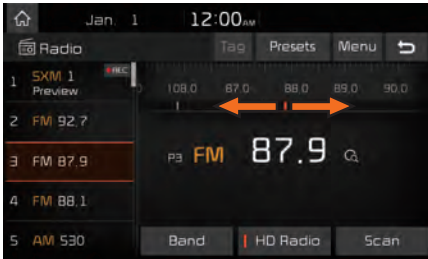 Jan. 1 12:00 AM
Radio Tag Presets Menu
1 SXM 1 REC
Preview
108.0 87.0 88.0 89.0 90.0
2 FM 92.7
3 FM 87.9
P3 FM 87.9
4 FM 88.1
5 AM 530
Band HD Radio Scan